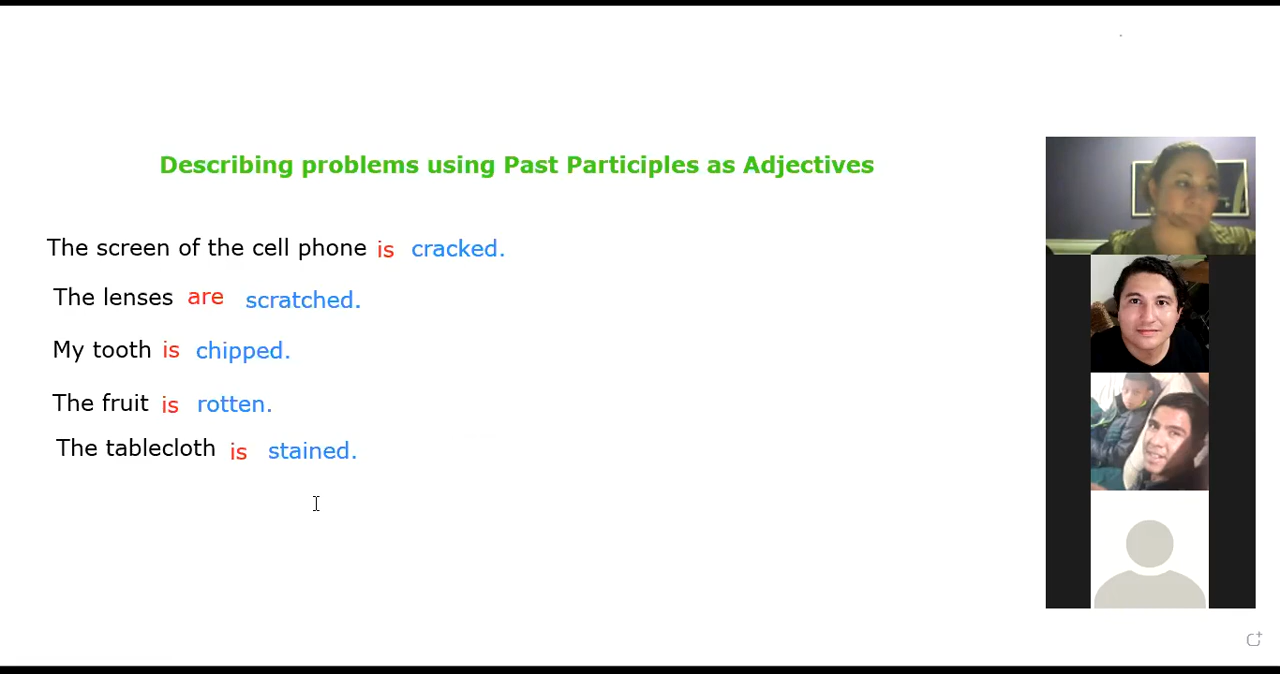 Describing problems using Past Participles as Adjectives
The screen of the cell phone is cracked.
The lenses are scratched.
My tooth is chipped.
The fruit is rotten.
The tablecloth is stained.